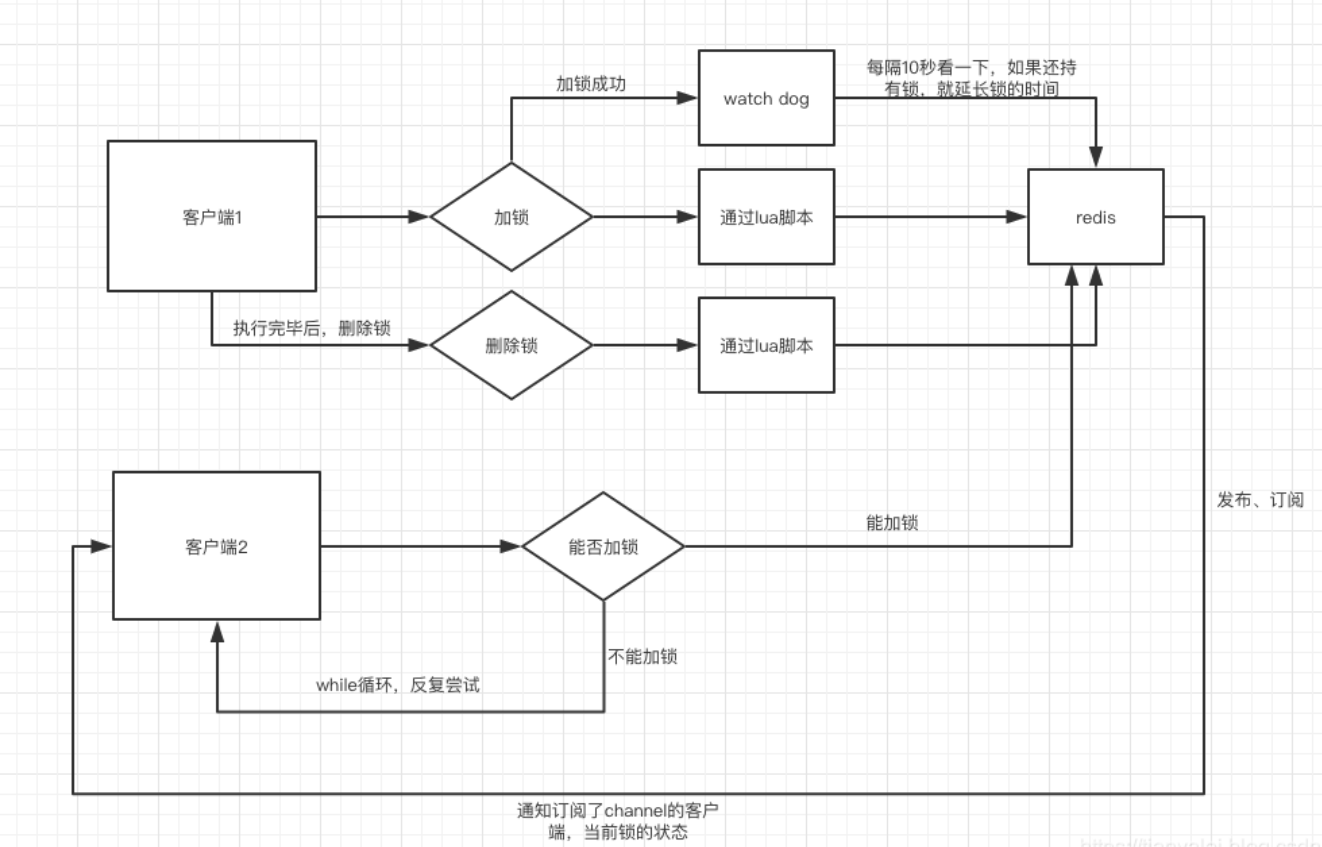 每隔10秒看一下，如果还持
有锁，就延长锁的时间
加锁成功
watch dog
客户端1
加锁
通过lua脚本
redis
执行完毕后，删除锁
删除锁
通过lua脚本
发布、订阅
能加锁
客户端2
能否加锁
不能加锁
while循环，反复尝试
通知订阅了channel的客户
端，当前锁的状态